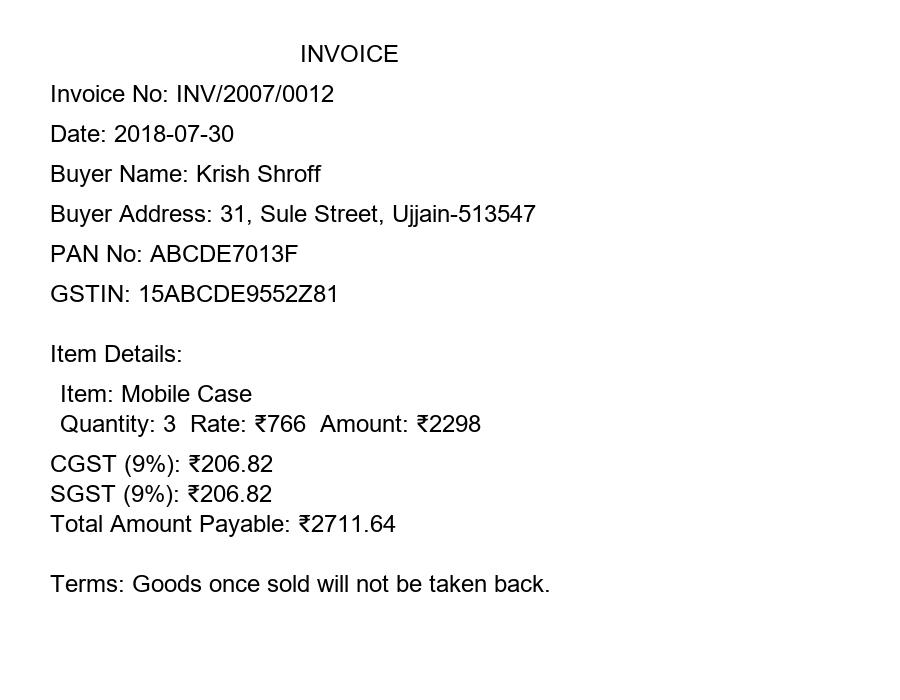 INVOICE
Invoice No: INV/2007/0012
Date: 2018-07-30
Buyer Name: Krish Shroff
Buyer Address: 31, Sule Street, Ujjain-513547
PAN No: ABCDE7013F
GSTIN: 15ABCDE9552Z81
Item Details:
Item: Mobile Case
Quantity: 3  Rate: ₹766  Amount: ₹2298
CGST (9%): ₹206.82
SGST (9%): ₹206.82
Total Amount Payable: ₹2711.64
Terms: Goods once sold will not be taken back.